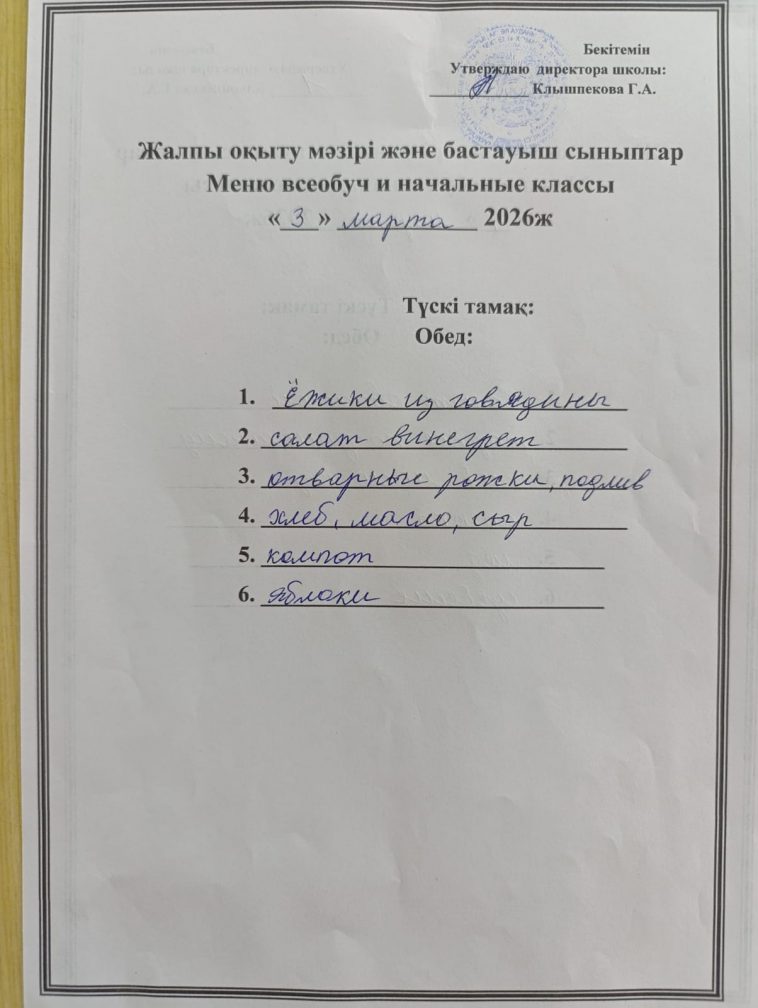 Бекітемін
Утверждаю директора школы:
Клышпекова Г.А.
Жалпы оқыту мәзірі және бастауыш сыныптар
Меню всеобуч и начальные классы
«3» марта 2026ж
Түскі тамақ:
Обед:
1. Ёжики из говядины
2. салат винегрет
3. отварные рожки, подлив
4. хлеб, масло, сыр
5. компот
6. яблоки